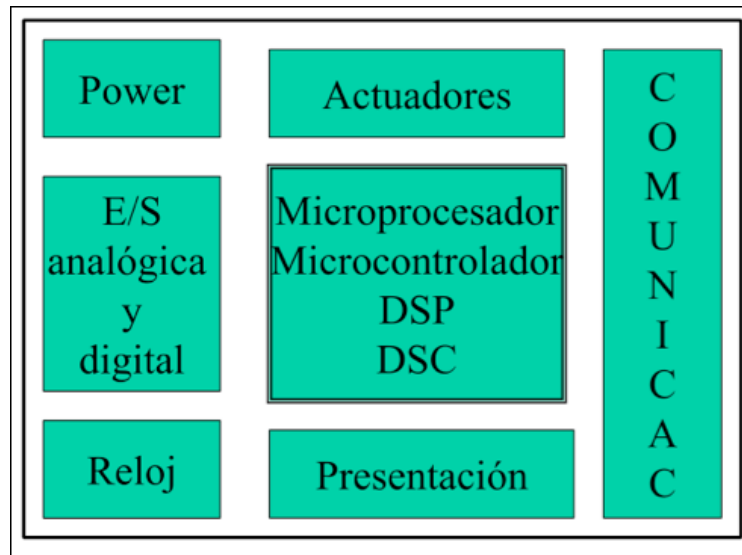 Power
Actuadores
E/S
analógica
y
digital
Microprocesador
Microcontrolador
DSP
DSC
Reloj
Presentación
C
O
M
U
N
I
C
A
C